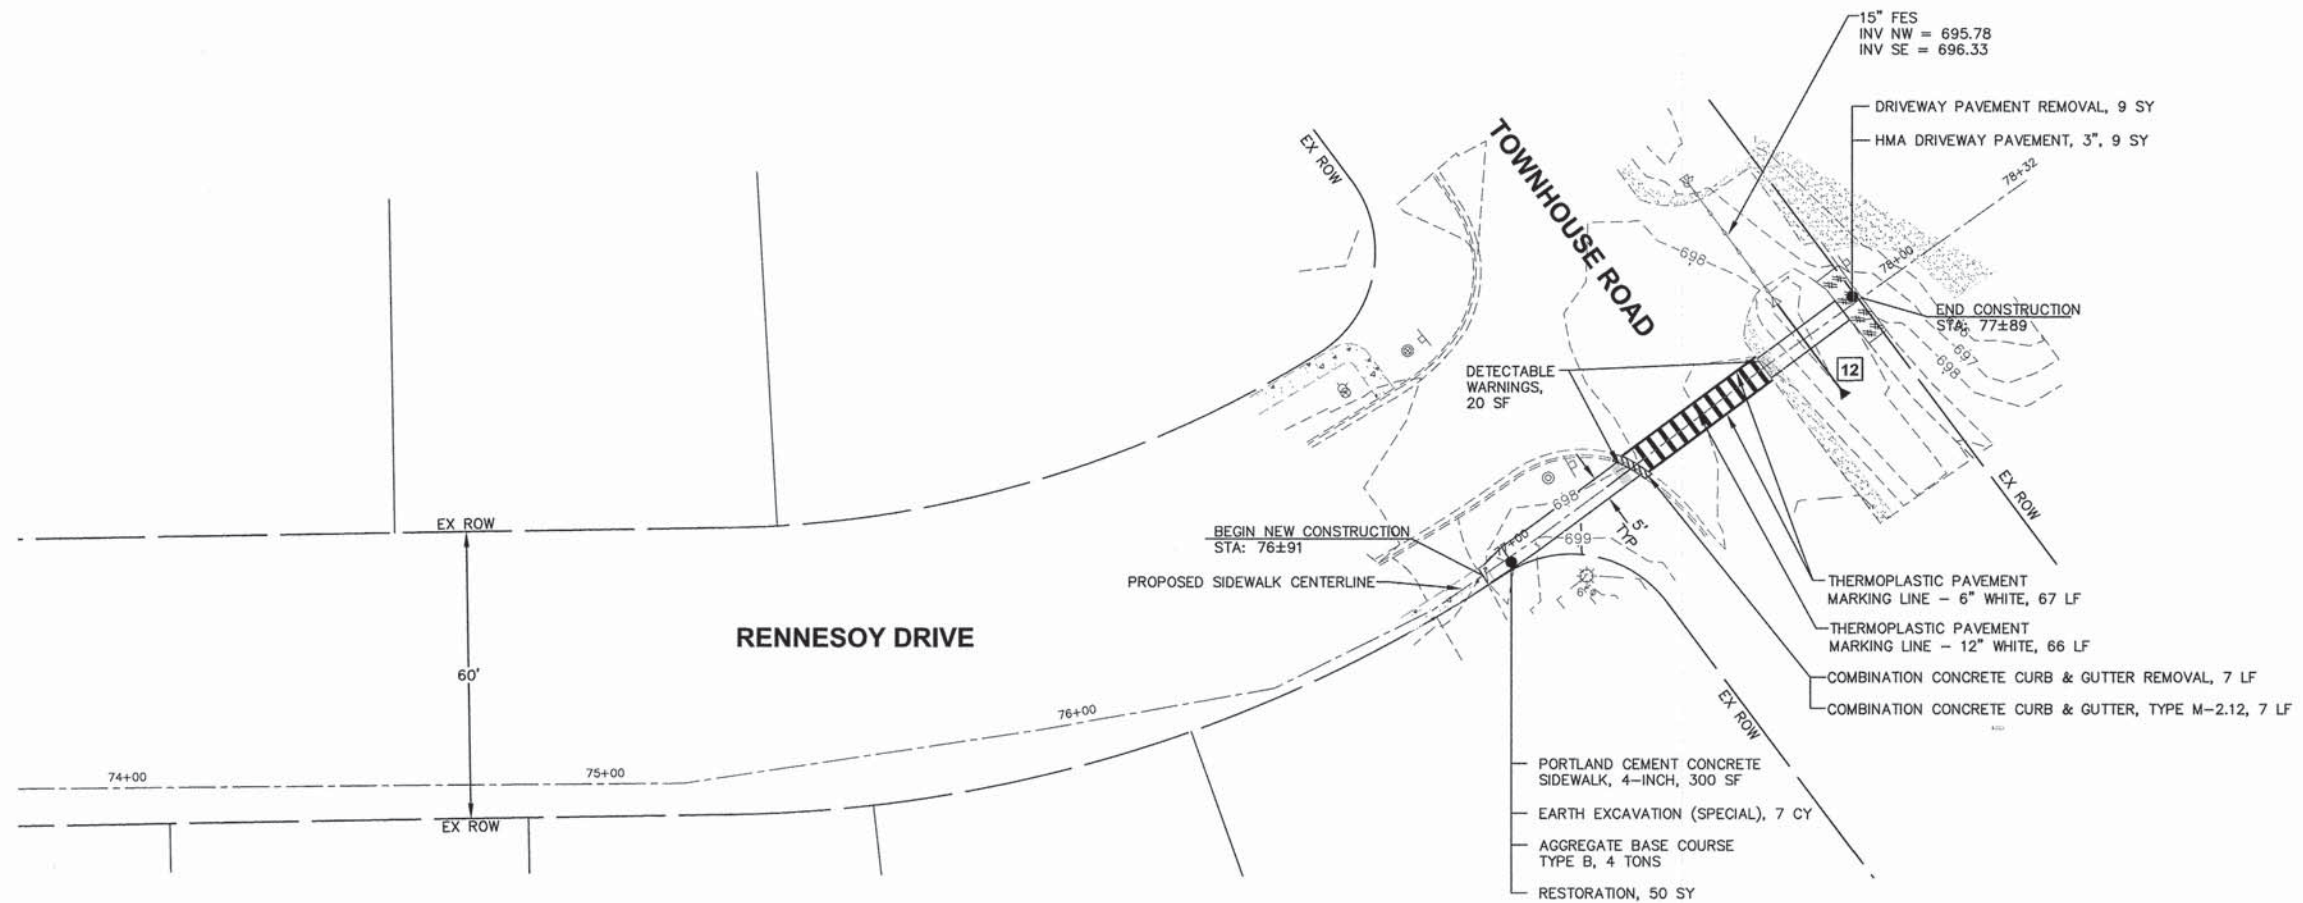 15" FES
INV NW = 695.78
INV SE = 696.33
DRIVEWAY PAVEMENT REMOVAL, 9 SY
HMA DRIVEWAY PAVEMENT, 3", 9 SY
EX ROW
TOWNHOUSE ROAD
78+32
78+00
698
END CONSTRUCTION
STA: 77±89
697
698
12
DETECTABLE
WARNINGS,
20 SF
EX ROW
698
5'
TYP
699
77+00
BEGIN NEW CONSTRUCTION
STA: 76±91
PROPOSED SIDEWALK CENTERLINE
EX ROW
60'
RENNESOY DRIVE
THERMOPLASTIC PAVEMENT
MARKING LINE – 6" WHITE, 67 LF
THERMOPLASTIC PAVEMENT
MARKING LINE – 12" WHITE, 66 LF
COMBINATION CONCRETE CURB & GUTTER REMOVAL, 7 LF
COMBINATION CONCRETE CURB & GUTTER, TYPE M–2.12, 7 LF
EX ROW
76+00
74+00
75+00
EX ROW
PORTLAND CEMENT CONCRETE
SIDEWALK, 4–INCH, 300 SF
EARTH EXCAVATION (SPECIAL), 7 CY
AGGREGATE BASE COURSE
TYPE B, 4 TONS
RESTORATION, 50 SY